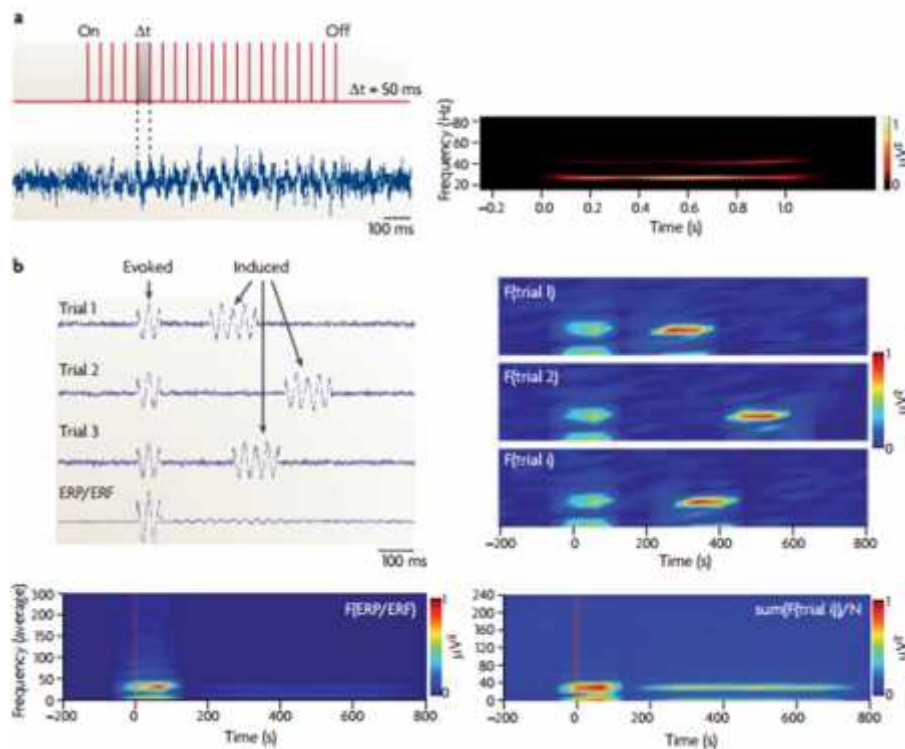 a
On Δt Off
Δt = 50 ms
100 ms
Frequency (Hz)
80
60
40
20
−0.2 0.0 0.2 0.4 0.6 0.8 1.0
Time (s)
1
0
μV²
b
Evoked Induced
Trial 1
Trial 2
Trial 3
ERP/ERF
100 ms
F(trial 1)
F(trial 2)
F(trial i)
1
0
μV²
−200 0 200 400 600 800
Time (s)
Frequency (average)
300
250
200
150
100
50
0
F(ERP/ERF)
1
0
μV²
−200 0 200 400 600 800
Time (s)
240
200
160
120
80
40
0
sum(F(trial i))/N
1
0
μV²
−200 0 200 400 600 800
Time (s)